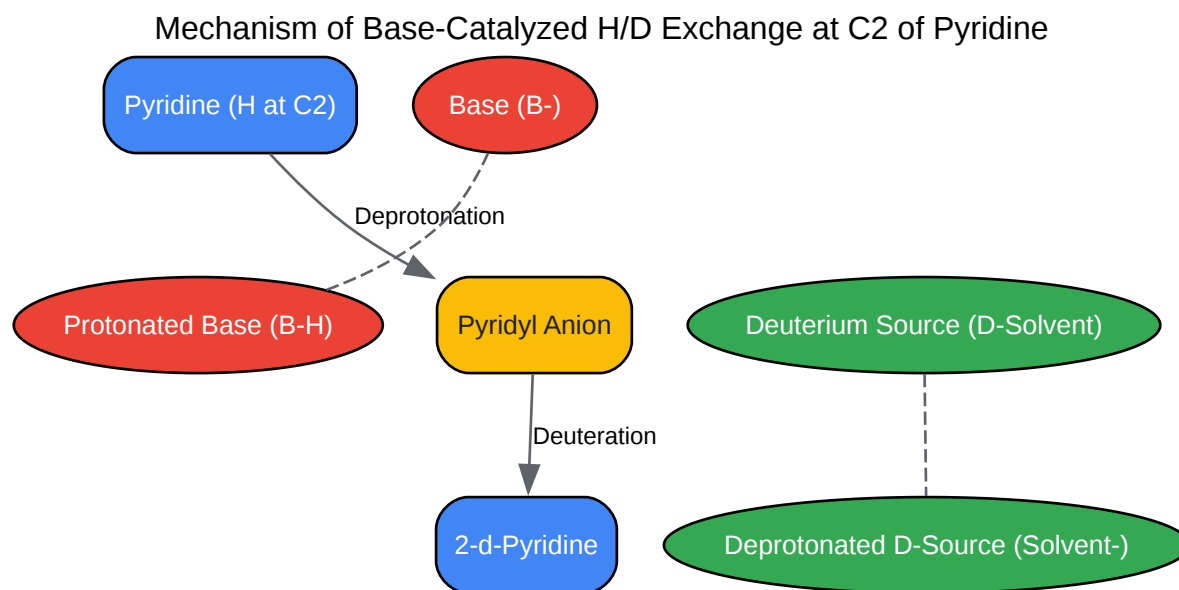 Mechanism of Base-Catalyzed H/D Exchange at C2 of Pyridine
Pyridine (H at C2)
Base (B-)
Deprotonation
Protonated Base (B-H)
Pyridyl Anion
Deuterium Source (D-Solvent)
Deuteration
2-d-Pyridine
Deprotonated D-Source (Solvent-)